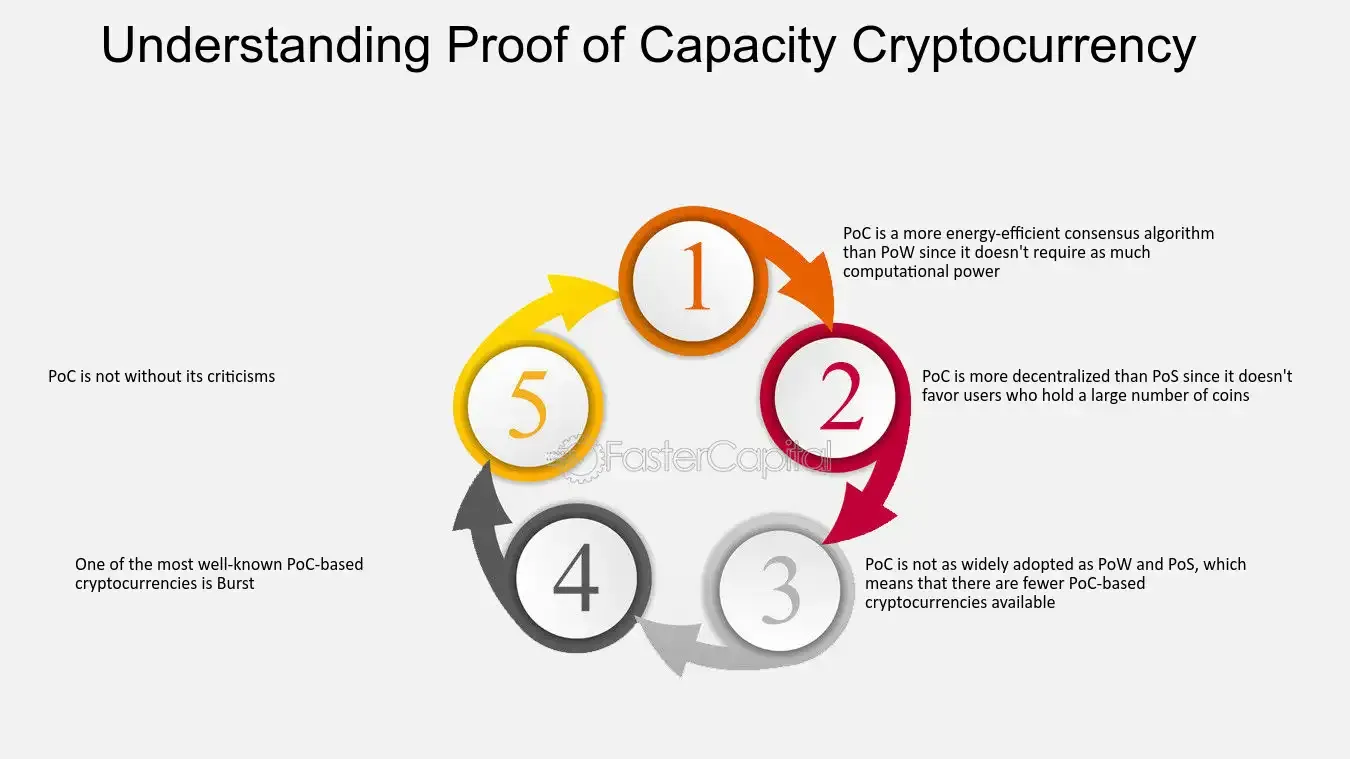 Understanding Proof of Capacity Cryptocurrency
1
PoC is a more energy-efficient consensus algorithm
than PoW since it doesn't require as much
computational power
2
PoC is more decentralized than PoS since it doesn't
favor users who hold a large number of coins
3
PoC is not as widely adopted as PoW and PoS, which
means that there are fewer PoC-based
cryptocurrencies available
4
One of the most well-known PoC-based
cryptocurrencies is Burst
5
PoC is not without its criticisms
FasterCapital